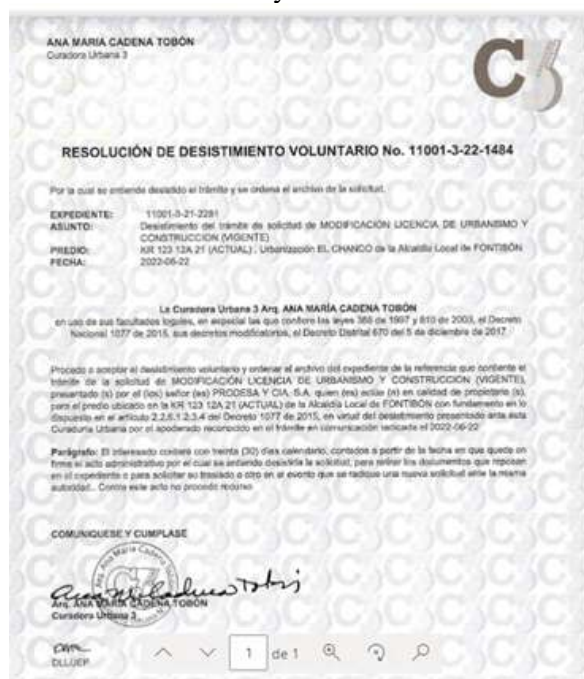 ANA MARIA CADENA TOBÓN
Curadora Urbana 3
C3
RESOLUCIÓN DE DESISTIMIENTO VOLUNTARIO No. 11001-3-22-1484
Por la cual se entiende desistido el trámite y se ordena el archivo de la solicitud.
EXPEDIENTE: 11001-3-21-2281
ASUNTO: Desistimiento del trámite de solicitud de MODIFICACIÓN LICENCIA DE URBANISMO Y
CONSTRUCCION (VIGENTE)
PREDIO: KR 123 12A 21 (ACTUAL) , Urbanización EL CHANCO de la Alcaldía Local de FONTIBÓN
FECHA: 2022-06-22
La Curadora Urbana 3 Arq. ANA MARÍA CADENA TOBÓN
en uso de sus facultades legales, en especial las que confiere las leyes 388 de 1997 y 810 de 2003, el Decreto
Nacional 1077 de 2015, sus decretos modificatorios, el Decreto Distrital 670 del 5 de diciembre de 2017
Procede a aceptar el desistimiento voluntario y ordenar el archivo del expediente de la referencia que contiene el
trámite de la solicitud de MODIFICACIÓN LICENCIA DE URBANISMO Y CONSTRUCCION (VIGENTE),
presentado (s) por el (los) señor (es) PRODESA Y CIA. S.A. quien (es) actúa (n) en calidad de propietario (s),
para el predio ubicado en la KR 123 12A 21 (ACTUAL) de la Alcaldía Local de FONTIBÓN con fundamento en lo
dispuesto en el artículo 2.2.6.1.2.3.4 del Decreto 1077 de 2015, en virtud del desistimiento presentado ante esta
Curaduría Urbana por el apoderado reconocido en el trámite en comunicación radicada el 2022-06-22
Parágrafo: El interesado contará con treinta (30) días calendario, contados a partir de la fecha en que quede en
firme el acto administrativo por el cual se entiende desistida la solicitud, para retirar los documentos que reposan
en el expediente o para solicitar su traslado a otro en el evento que se radique una nueva solicitud ante la misma
autoridad.. Contra este acto no procede recurso
COMUNIQUESE Y CUMPLASE
Arq. ANA MARÍA CADENA TOBÓN
Curadora Urbana 3
DLLUEP
1 de 1